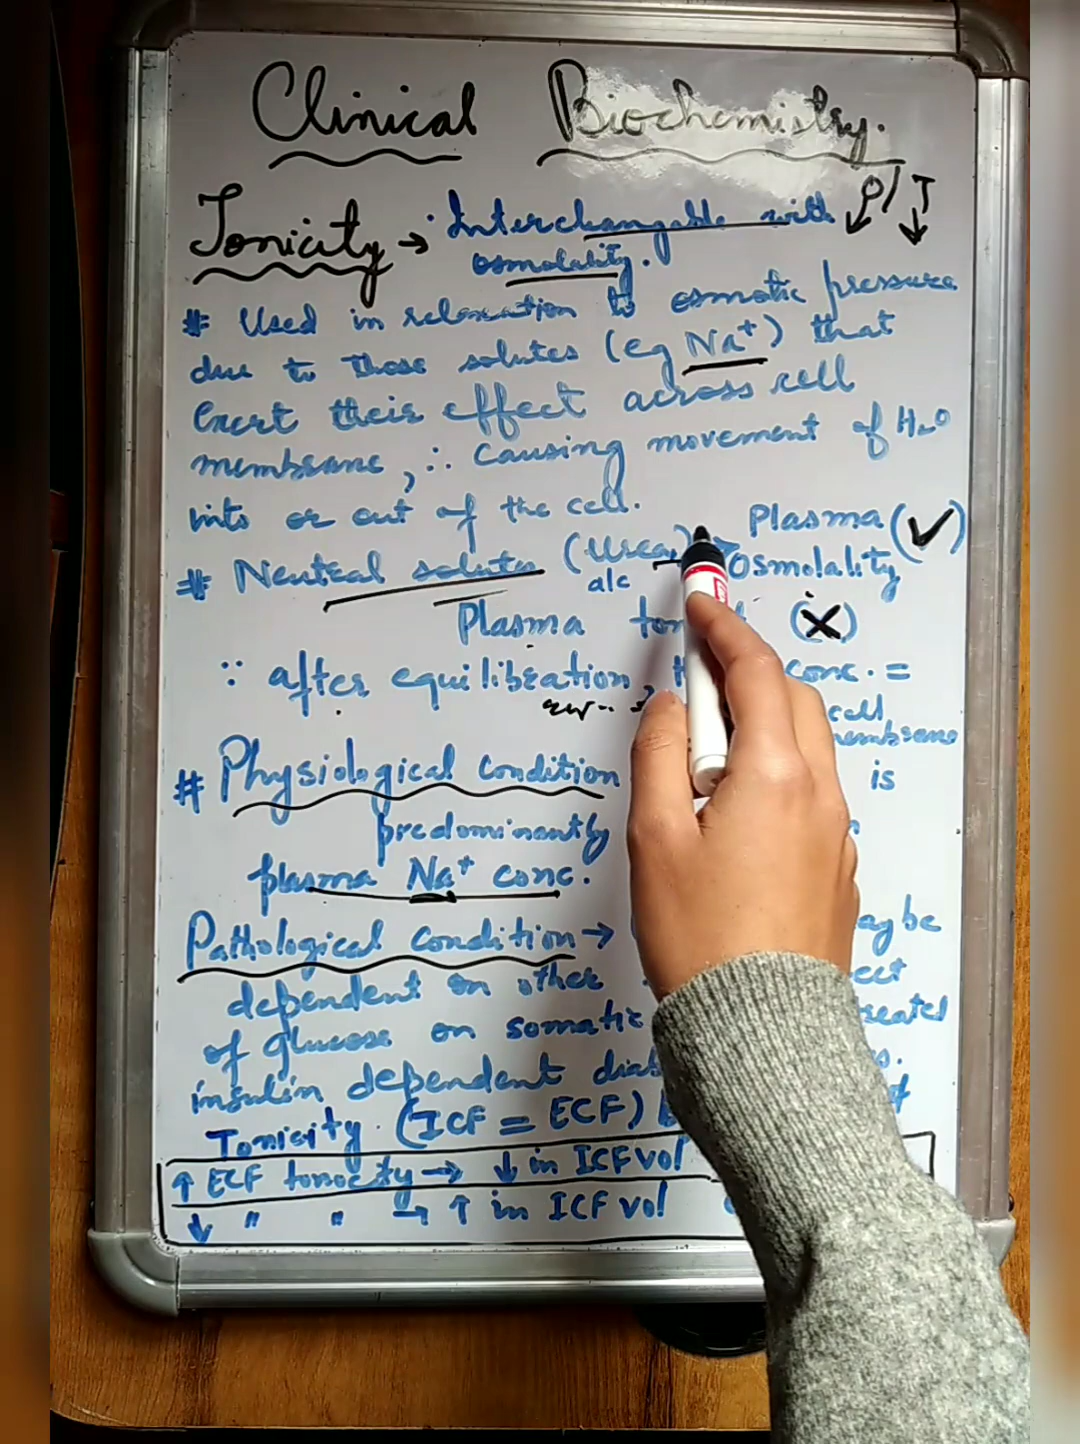 Clinical Biochemistry.
O/T
Tonicity → Interchangable with
osmolality.
# Used in relaxation to osmotic pressure
due to those solutes (eg Na⁺) that
Exert their effect across cell
membrane, ∴ causing movement of H₂O
into or out of the cell.
# Neutral solutes (Urea) → Plasma (✓)
a/c Osmolality
Plasma (×)
∵ after equilibration, conc. =
cell
membrane
# Physiological condition is
predominantly
plasma Na⁺ conc.
Pathological condition → may be
dependent on other
of glucose on somatic
insulin dependent
Tonicity. (ICF = ECF)
↑ ECF tonocity → ↓ in ICF vol
↓ " " → ↑ in ICF vol